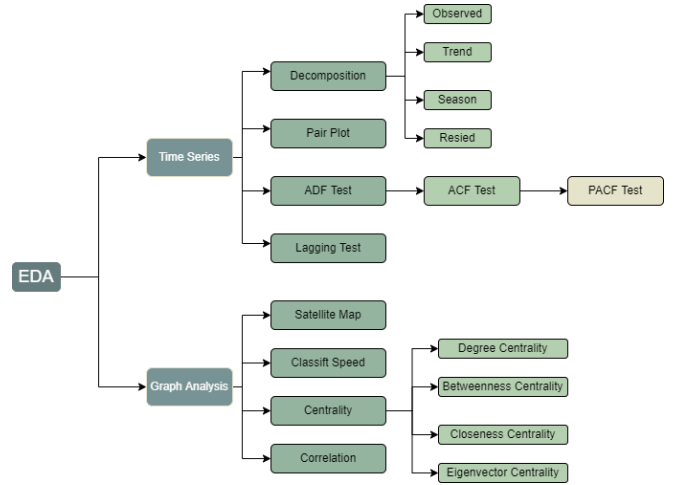 EDA
Time Series
Decomposition
Observed
Trend
Season
Resied
Pair Plot
ADF Test
ACF Test
PACF Test
Lagging Test
Graph Analysis
Satellite Map
Classift Speed
Centrality
Degree Centrality
Betweenness Centrality
Closeness Centrality
Eigenvector Centrality
Correlation